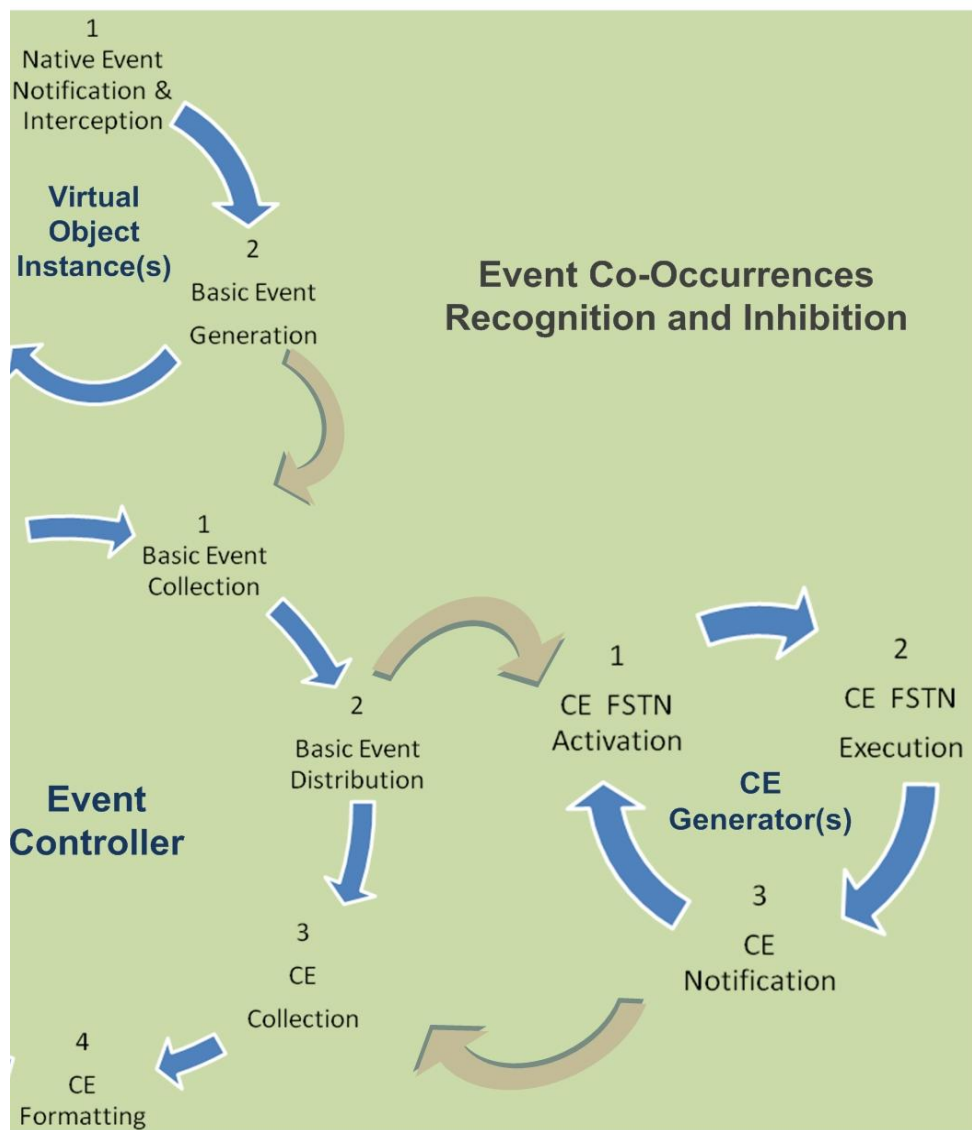 1
Native Event
Notification &
Interception
Virtual
Object
Instance(s)
2
Basic Event
Generation
Event Co-Occurrences
Recognition and Inhibition
1
Basic Event
Collection
2
Basic Event
Distribution
1
CE FSTN
Activation
2
CE FSTN
Execution
Event
Controller
CE
Generator(s)
3
CE
Notification
3
CE
Collection
4
CE
Formatting